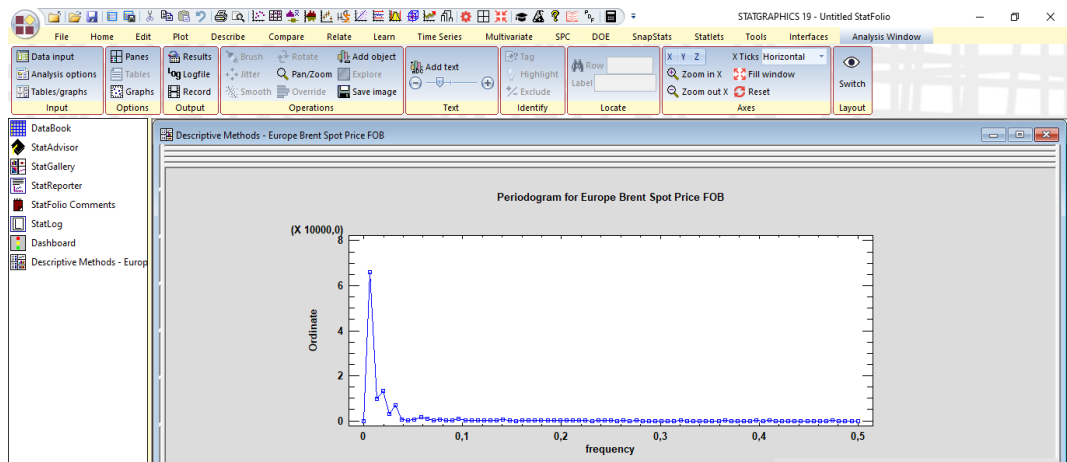 STATGRAPHICS 19 - Untitled StatFolio
File Home Edit Plot Describe Compare Relate Learn Time Series Multivariate SPC DOE SnapStats Statlets Tools Interfaces Analysis Window
Data input
Analysis options
Tables/graphs
Input
Panes
Tables
Graphs
Options
Results
Log Logfile
Record
Output
Brush Rotate Add object
Jitter Pan/Zoom Explore
Smooth Override Save image
Operations
Add text
Text
Tag
Highlight
Exclude
Identify
Row
Label
Locate
X Y Z X Ticks Horizontal
Zoom in X Fill window
Zoom out X Reset
Axes
Switch
Layout
DataBook
StatAdvisor
StatGallery
StatReporter
StatFolio Comments
StatLog
Dashboard
Descriptive Methods - Europ
Descriptive Methods - Europe Brent Spot Price FOB
Periodogram for Europe Brent Spot Price FOB
(X 10000,0)
8
6
4
2
0
Ordinate
0 0,1 0,2 0,3 0,4 0,5
frequency